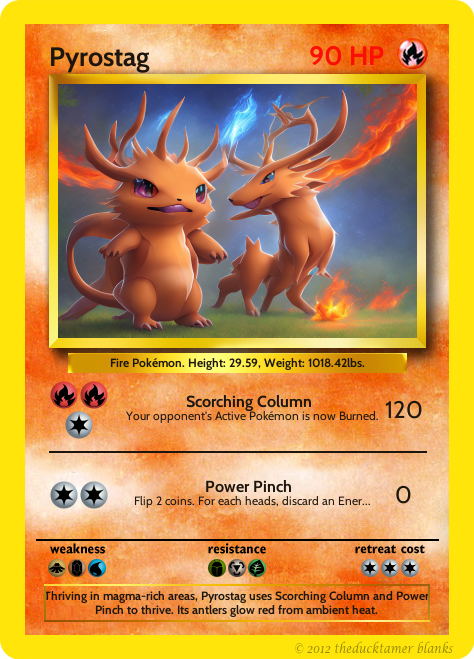 Pyrostag 90 HP
Fire Pokémon. Height: 29.59, Weight: 1018.42lbs.
Scorching Column
Your opponent's Active Pokémon is now Burned. 120
Power Pinch
Flip 2 coins. For each heads, discard an Ener... 0
weakness resistance retreat cost
Thriving in magma-rich areas, Pyrostag uses Scorching Column and Power
Pinch to thrive. Its antlers glow red from ambient heat.
© 2012 theducktamer blanks